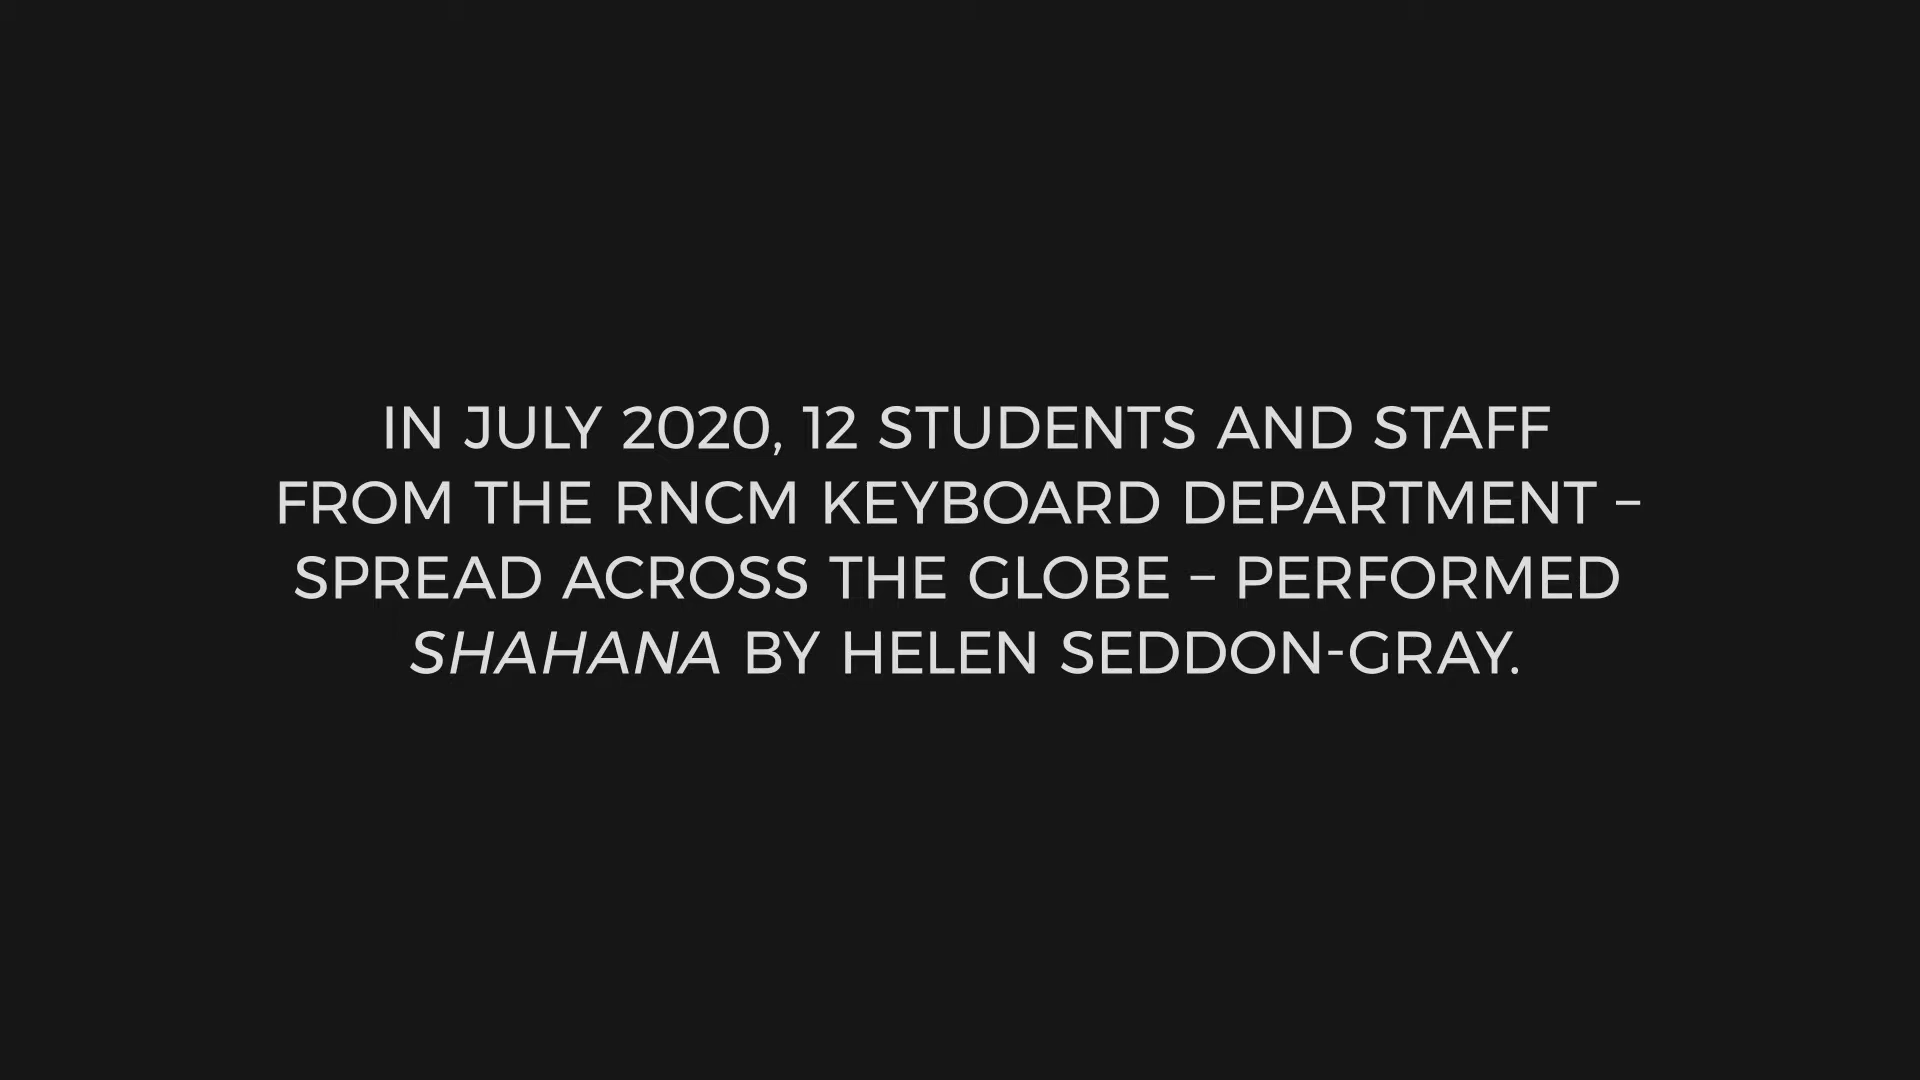 IN JULY 2020, 12 STUDENTS AND STAFF
FROM THE RNCM KEYBOARD DEPARTMENT –
SPREAD ACROSS THE GLOBE – PERFORMED
SHAHANA BY HELEN SEDDON-GRAY.